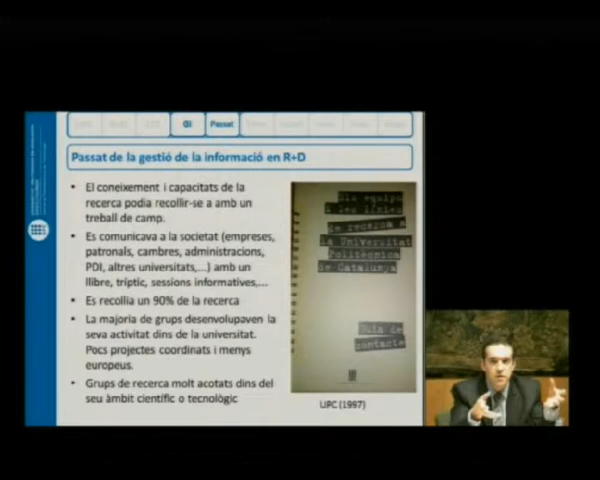 GI Passat
Passat de la gestió de la informació en R+D
• El coneixement i capacitats de la
recerca podia recollir-se a amb un
treball de camp.
• Es comunicava a la societat (empreses,
patronals, cambres, administracions,
PDI, altres universitats,...) amb un
llibre, tríptic, sessions informatives,...
• Es recollia un 90% de la recerca
• La majoria de grups desenvolupaven la
seva activitat dins de la universitat.
Pocs projectes coordinats i menys
europeus.
• Grups de recerca molt acotats dins del
seu àmbit científic o tecnològic
Els equips
i les línies
de recerca a
la Universitat
Politècnica
de Catalunya
Guia de
contacte
UPC (1997)